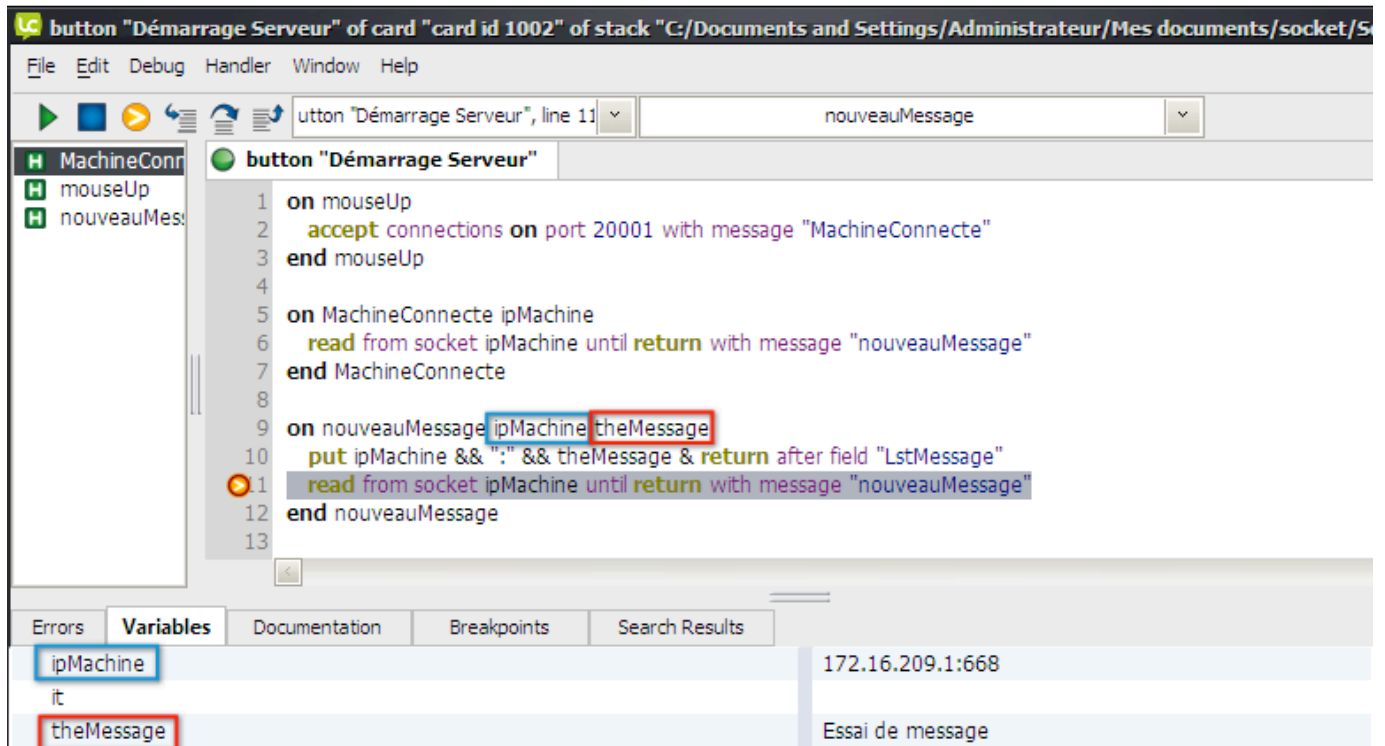 button "Démarrage Serveur" of card "card id 1002" of stack "C:/Documents and Settings/Administrateur/Mes documents/socket/S
File Edit Debug Handler Window Help
utton "Démarrage Serveur", line 11 nouveauMessage
MachineConn
mouseUp
nouveauMes
button "Démarrage Serveur"
1 on mouseUp
2 accept connections on port 20001 with message "MachineConnecte"
3 end mouseUp
4
5 on MachineConnecte ipMachine
6 read from socket ipMachine until return with message "nouveauMessage"
7 end MachineConnecte
8
9 on nouveauMessage ipMachine theMessage
10 put ipMachine && ":" && theMessage & return after field "LstMessage"
11 read from socket ipMachine until return with message "nouveauMessage"
12 end nouveauMessage
13
Errors Variables Documentation Breakpoints Search Results
ipMachine 172.16.209.1:668
it
theMessage Essai de message